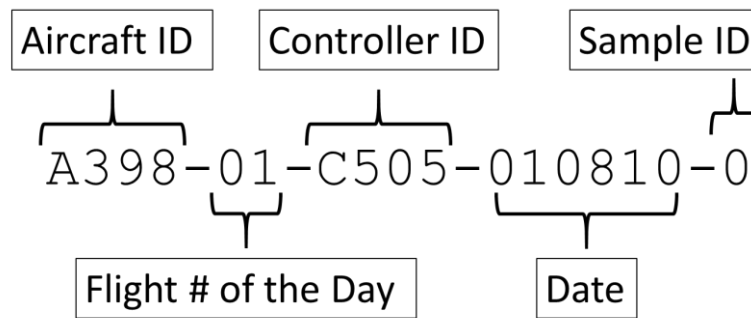 Aircraft ID Controller ID Sample ID
A398-01-C505-010810-0
Flight # of the Day Date